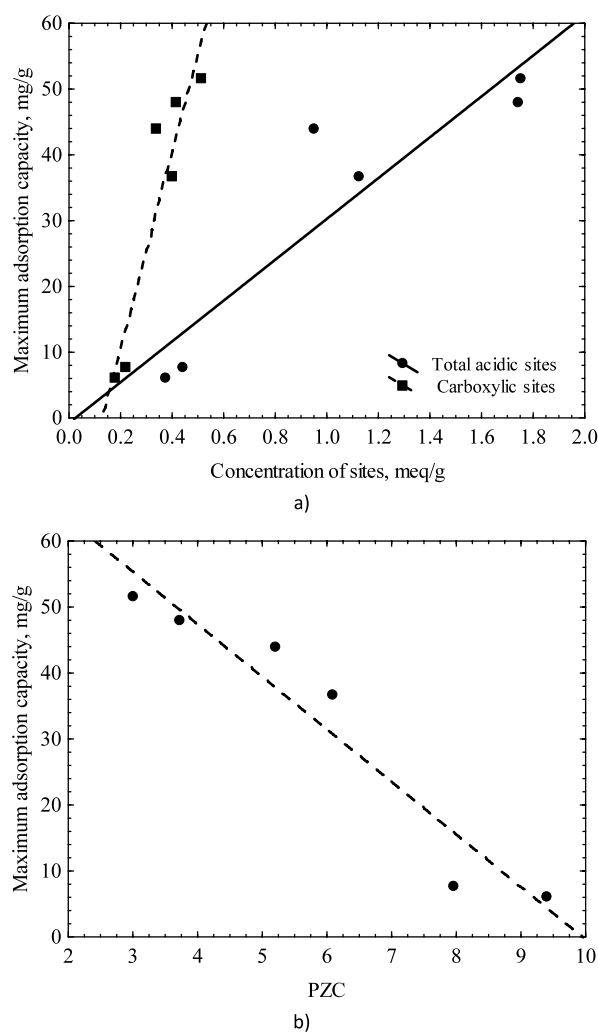 60
50
40
30
20
10
0
Maximum adsorption capacity, mg/g
Total acidic sites
Carboxylic sites
0.0 0.2 0.4 0.6 0.8 1.0 1.2 1.4 1.6 1.8 2.0
Concentration of sites, meq/g
a)
60
50
40
30
20
10
0
Maximum adsorption capacity, mg/g
2 3 4 5 6 7 8 9 10
PZC
b)